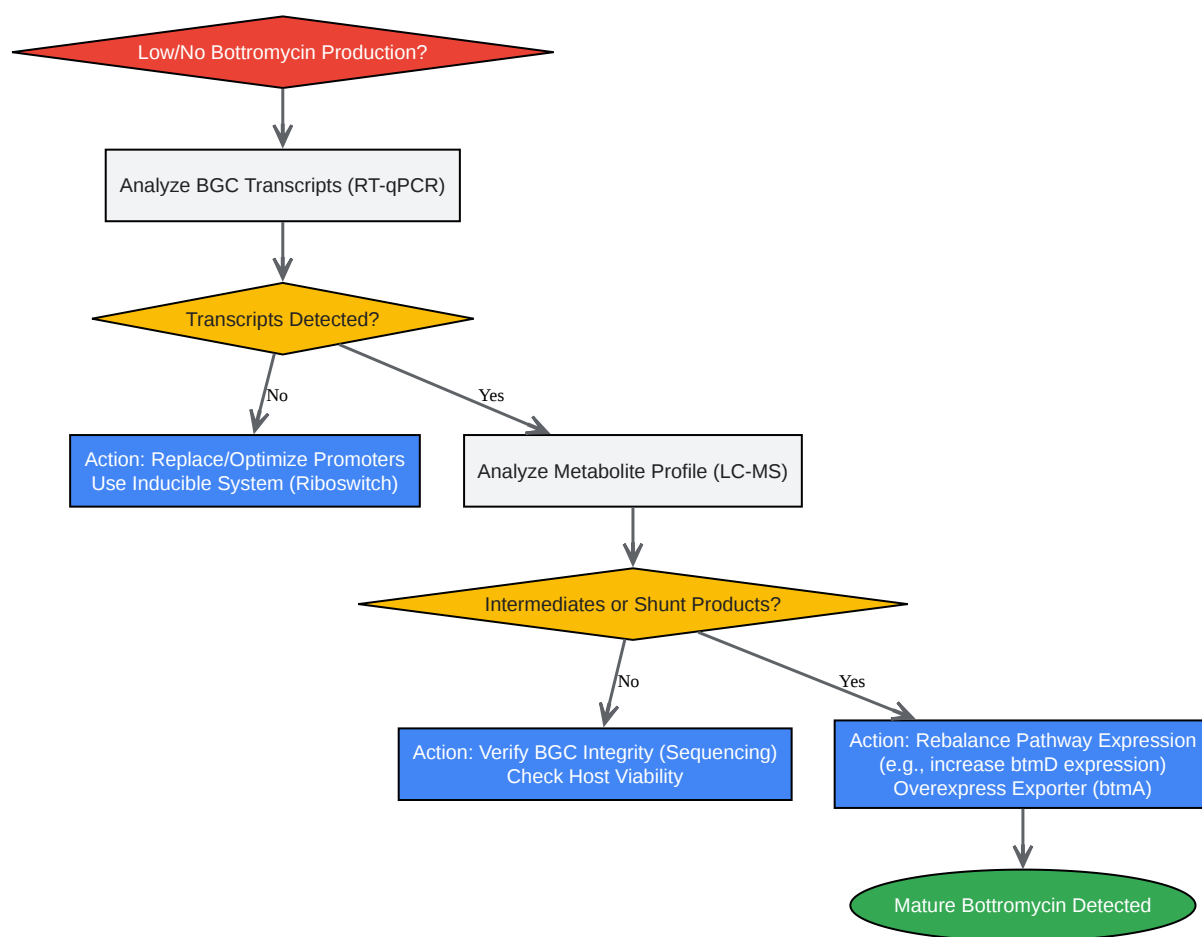 Low/No Bottromycin Production?
Analyze BGC Transcripts (RT-qPCR)
Transcripts Detected?
No
Yes
Action: Replace/Optimize Promoters
Use Inducible System (Riboswitch)
Analyze Metabolite Profile (LC-MS)
Intermediates or Shunt Products?
No
Yes
Action: Verify BGC Integrity (Sequencing)
Check Host Viability
Action: Rebalance Pathway Expression
(e.g., increase btmD expression)
Overexpress Exporter (btmA)
Mature Bottromycin Detected